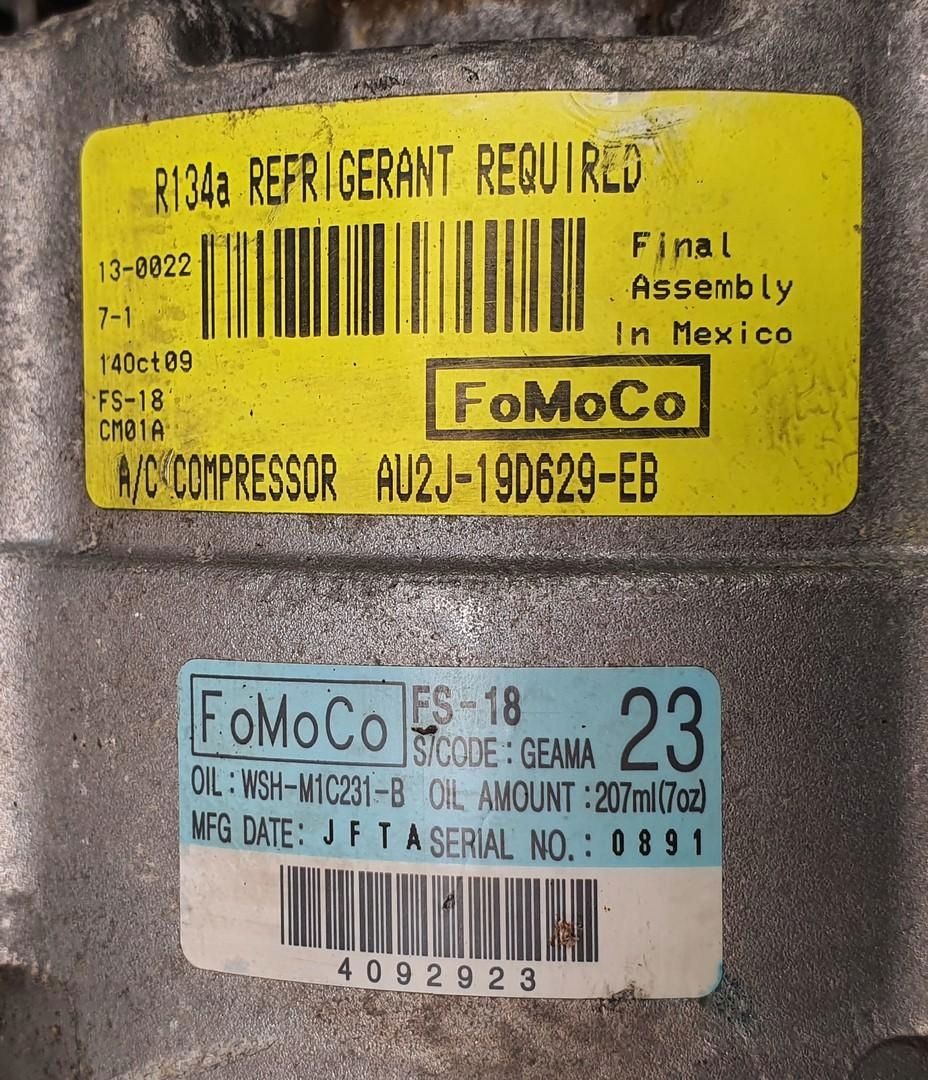 R134a REFRIGERANT REQUIRED
13-0022
7-1
14Oct09
FS-18
CM01A
Final
Assembly
In Mexico
FoMoCo
A/C COMPRESSOR AU2J-19D629-EB
FoMoCo
FS-18
23
S/CODE : GEAMA
OIL : WSH-M1C231-B OIL AMOUNT : 207ml(7oz)
MFG DATE: JFTA SERIAL NO. : 0891
4092923